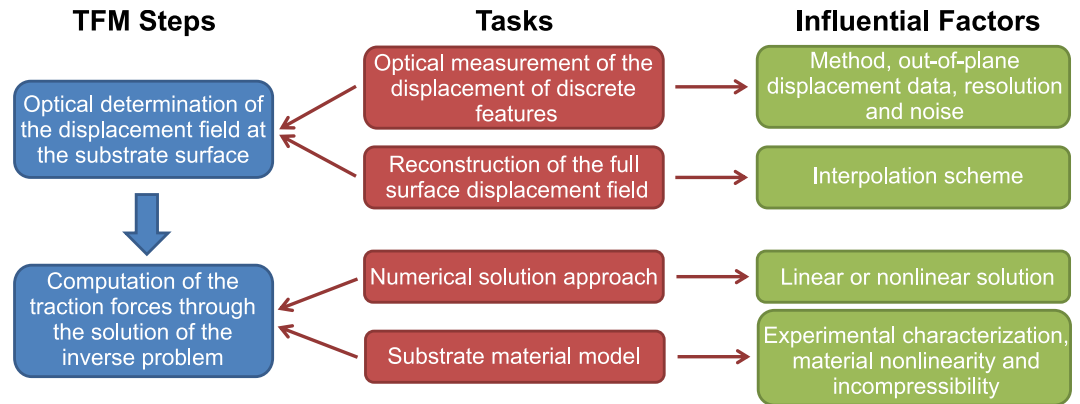 TFM Steps
Tasks
Influential Factors
Optical determination of
the displacement field at
the substrate surface
Optical measurement of the
displacement of discrete
features
Method, out-of-plane
displacement data, resolution
and noise
Reconstruction of the full
surface displacement field
Interpolation scheme
Computation of the
traction forces through
the solution of the
inverse problem
Numerical solution approach
Linear or nonlinear solution
Substrate material model
Experimental characterization,
material nonlinearity and
incompressibility